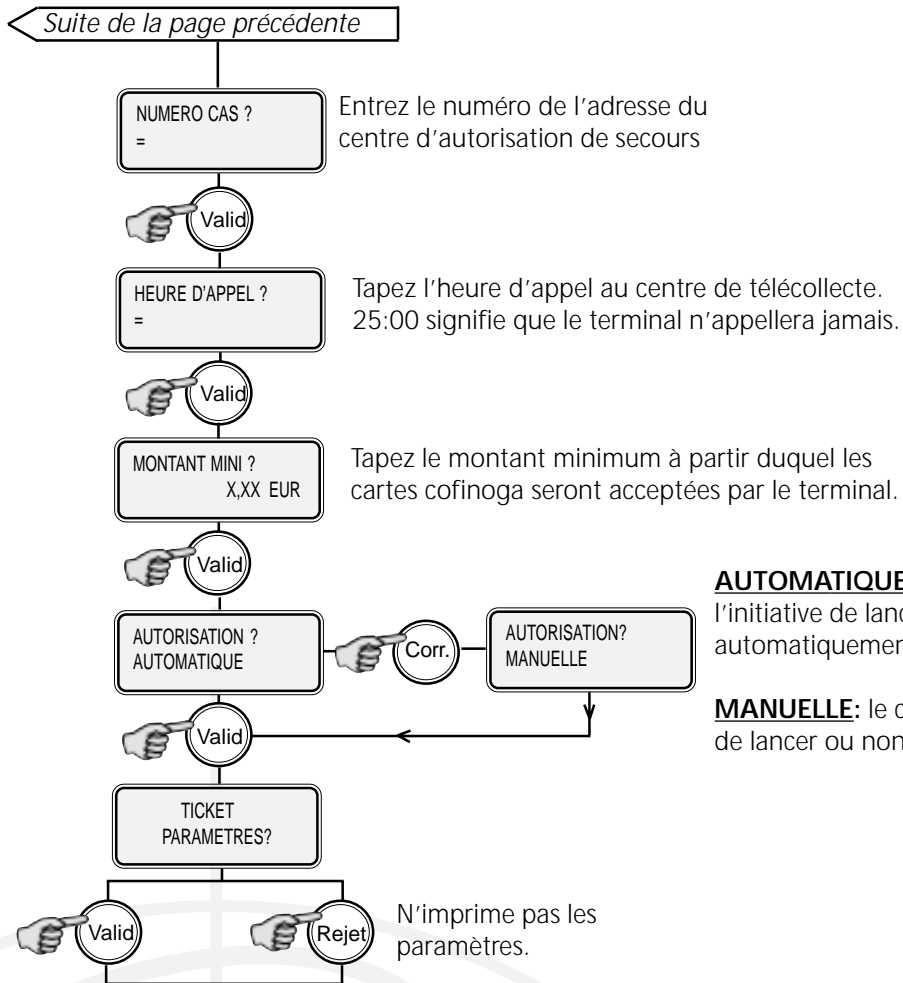 Suite de la page précédente
NUMERO CAS ?
=
Entrez le numéro de l'adresse du
centre d'autorisation de secours
Valid
HEURE D'APPEL ?
=
Tapez l'heure d'appel au centre de télécollecte.
25:00 signifie que le terminal n'appellera jamais.
Valid
MONTANT MINI ?
X,XX EUR
Tapez le montant minimum à partir duquel les
cartes cofinoga seront acceptées par le terminal.
Valid
AUTORISATION ?
AUTOMATIQUE
Corr.
AUTORISATION?
MANUELLE
AUTOMATIQUE
l'initiative de lanc
automatiquemen
MANUELLE: le c
de lancer ou non
Valid
TICKET
PARAMETRES?
Valid
Rejet
N'imprime pas les
paramètres.